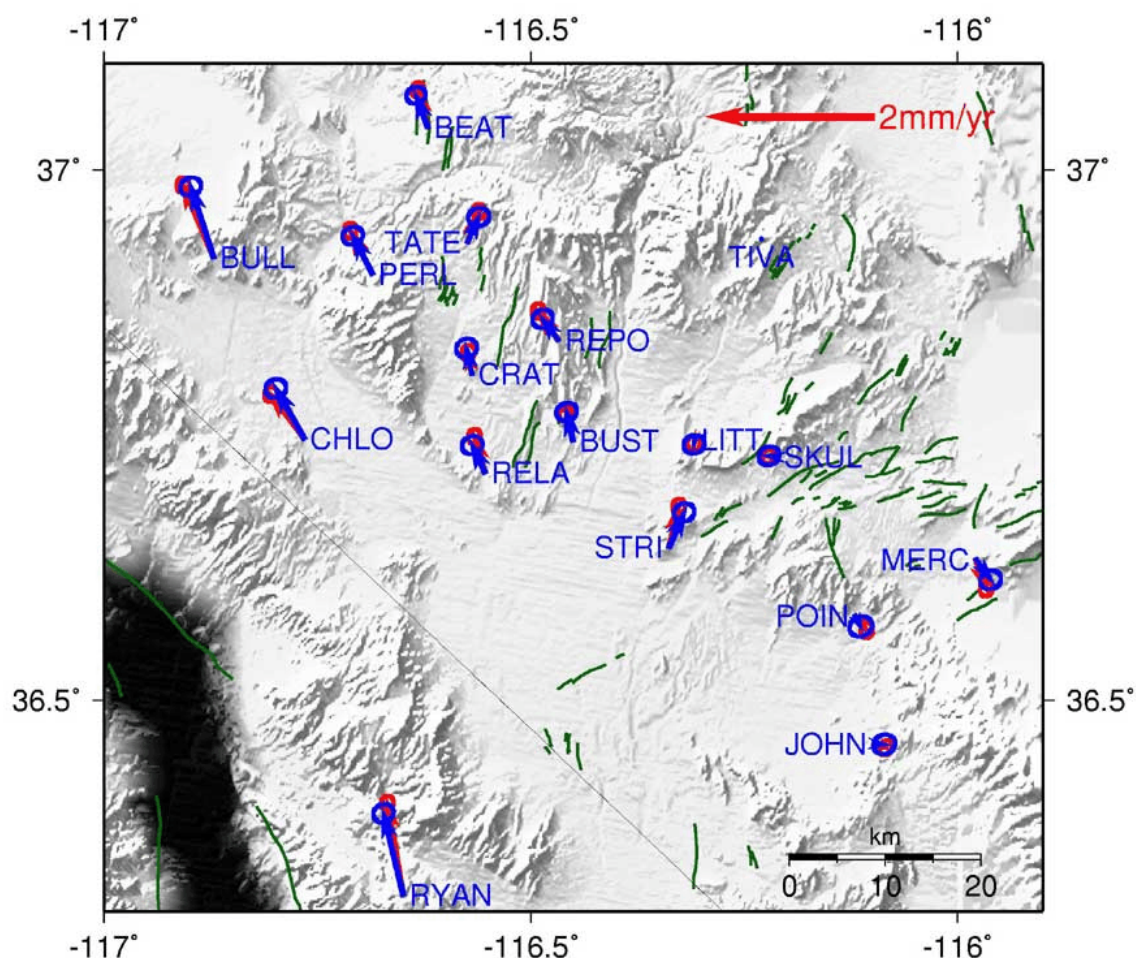 -117˚ -116.5˚ -116˚
BEAT
2mm/yr
37˚ 37˚
BULL
TATE
PERL
TIVA
REPO
CRAT
CHLO
BUST
LITT
SKUL
RELA
STRI
MERC
POIN
36.5˚ 36.5˚
JOHN
km
0 10 20
RYAN
-117˚ -116.5˚ -116˚